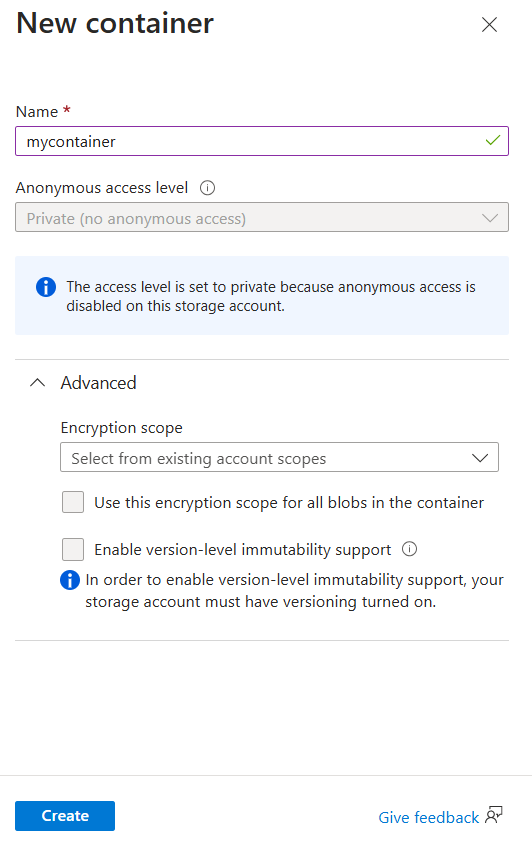 New container
Name *
mycontainer
Anonymous access level
Private (no anonymous access)
The access level is set to private because anonymous access is
disabled on this storage account.
Advanced
Encryption scope
Select from existing account scopes
Use this encryption scope for all blobs in the container
Enable version-level immutability support
In order to enable version-level immutability support, your
storage account must have versioning turned on.
Create
Give feedback